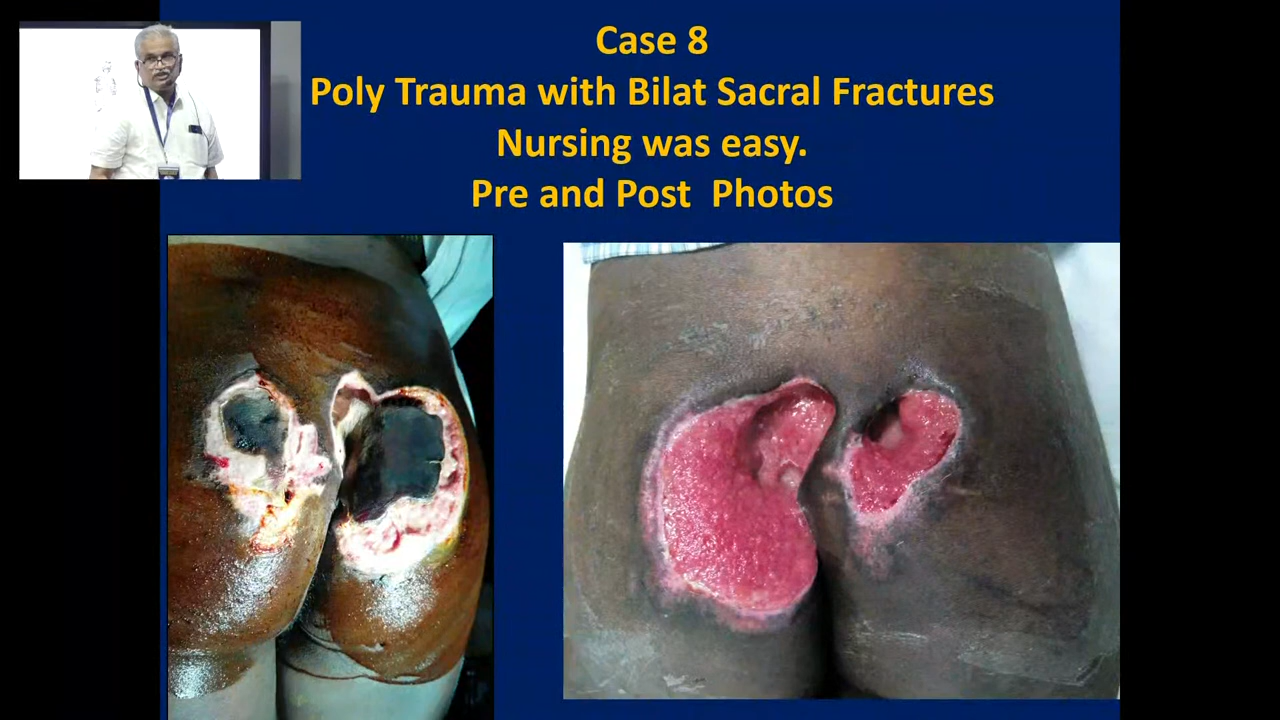 Case 8
Poly Trauma with Bilat Sacral Fractures
Nursing was easy.
Pre and Post  Photos